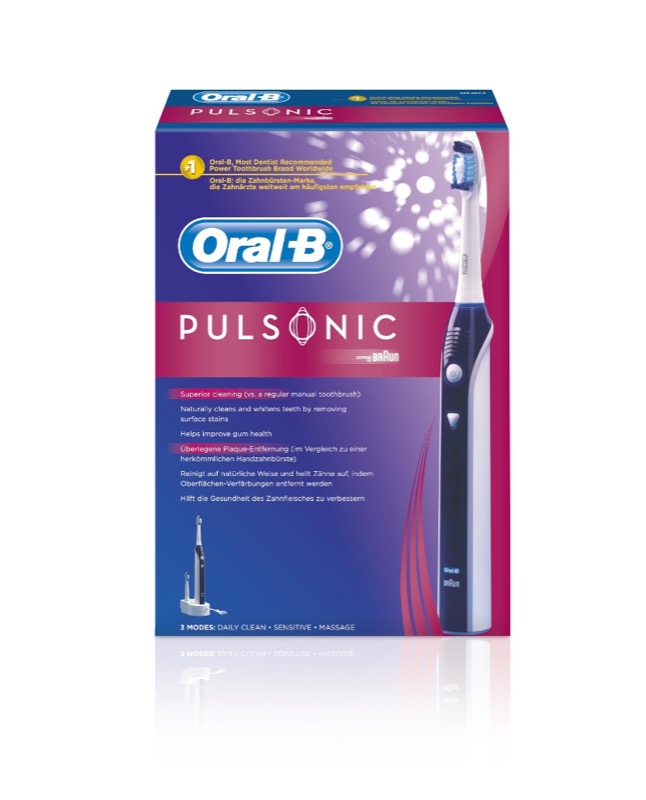 Oral-B
PULSONIC
#1
Oral-B, Most Dentist Recommended
Power Toothbrush Brand Worldwide
Oral-B: die Zahnbürsten-Marke,
die Zahnärzte weltweit am häufigsten
Oral-B®
PULSONIC
BRAUN
Superior cleaning (vs. a regular manual toothbrush)
Naturally cleans and whitens teeth by removing
surface stains
Helps improve gum health
Überlegene Plaque-Entfernung (im Vergleich zu einer
herkömmlichen Handzahnbürste)
Reinigt auf natürliche Weise und hellt Zähne auf, indem
Oberflächen-Verfärbungen entfernt werden
Hilft die Gesundheit des Zahnfleisches zu verbessern
Oral-B
BRAUN
3 MODES: DAILY CLEAN • SENSITIVE • MASSAGE